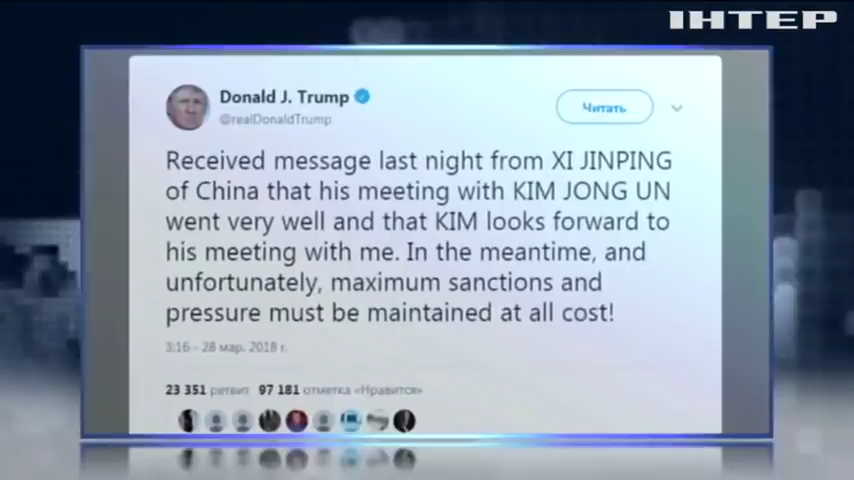 ІНТЕР
Donald J. Trump
@realDonaldTrump
Читать
Received message last night from XI JINPING
of China that his meeting with KIM JONG UN
went very well and that KIM looks forward to
his meeting with me. In the meantime, and
unfortunately, maximum sanctions and
pressure must be maintained at all cost!
3:16 - 28 мар. 2018 г.
23 351 ретвит 97 181 отметка «Нравится»